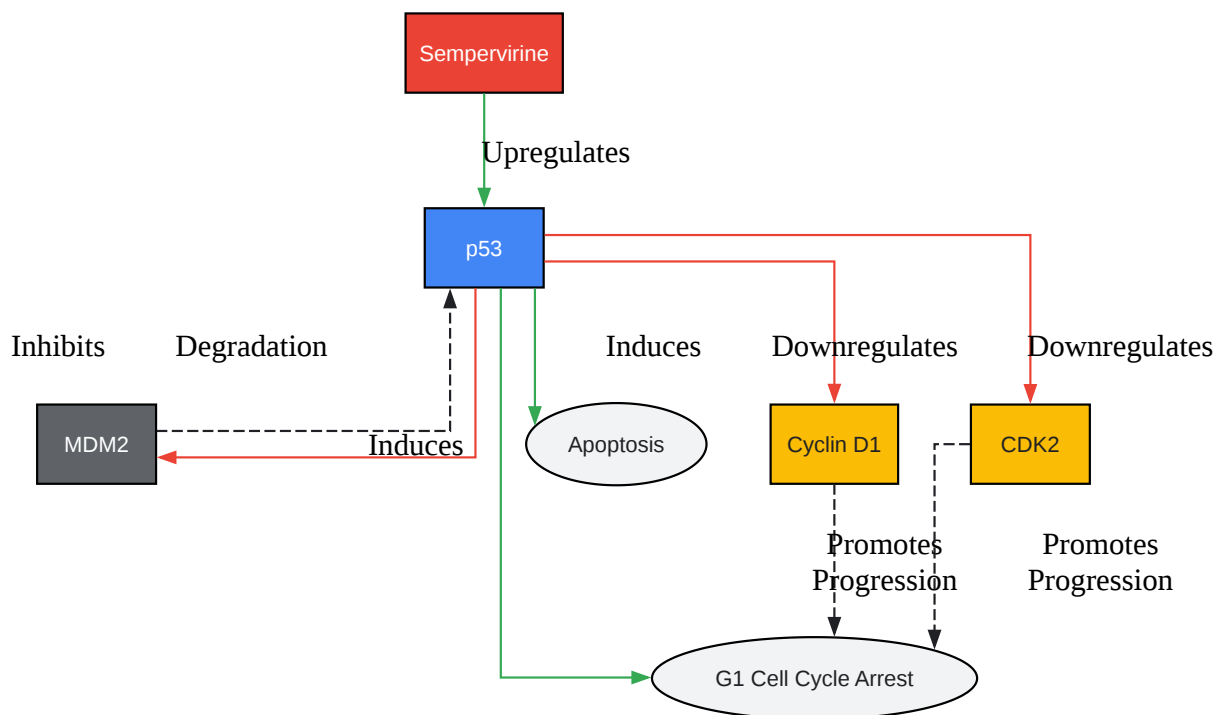 Sempervirine
Upregulates
p53
Inhibits
Degradation
Induces
Downregulates
Downregulates
MDM2
Induces
Apoptosis
Cyclin D1
CDK2
Promotes
Progression
Promotes
Progression
G1 Cell Cycle Arrest